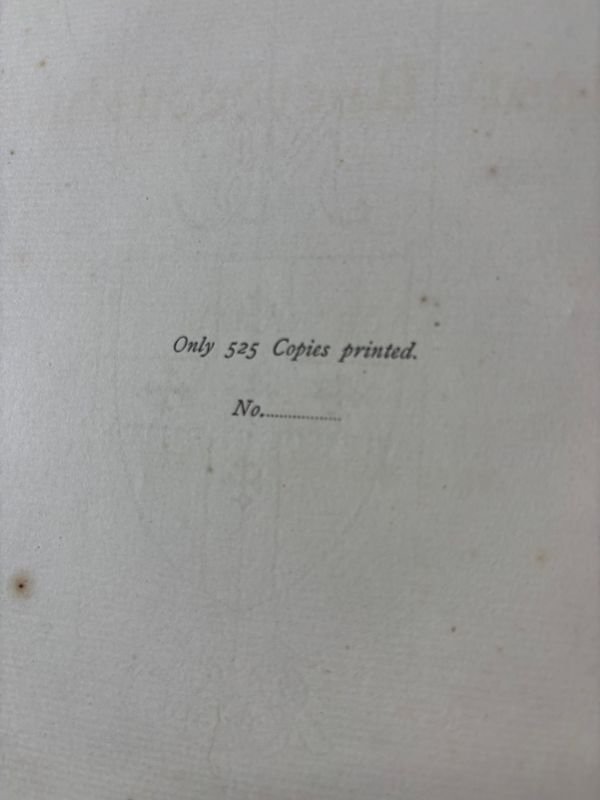 Only 525 Copies printed.
No...................